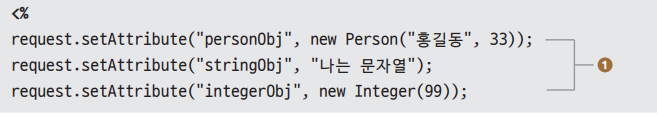 <%
request.setAttribute("personObj", new Person("홍길동", 33));
request.setAttribute("stringObj", "나는 문자열");
request.setAttribute("integerObj", new Integer(99));
❶